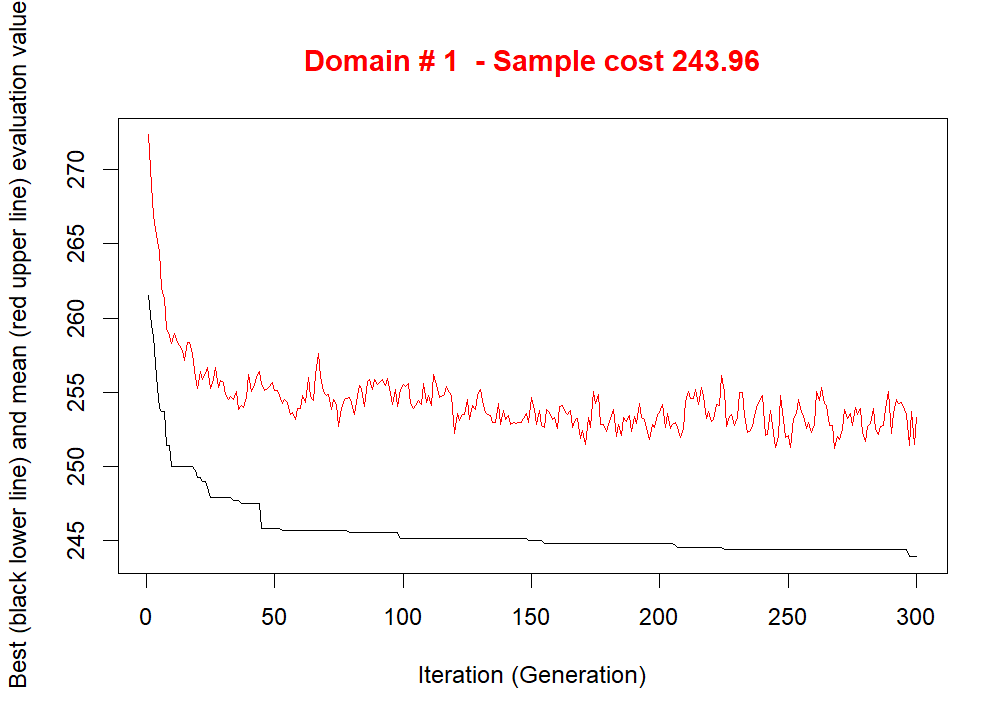 Domain # 1  - Sample cost 243.96
Best (black lower line) and mean (red upper line) evaluation value
270
265
260
255
250
245
0 50 100 150 200 250 300
Iteration (Generation)